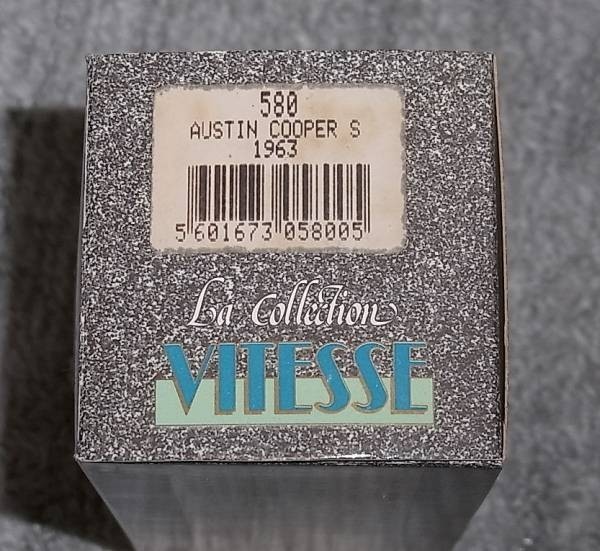 580
AUSTIN COOPER S
1963
5 601673 058005
La Collection
VITESSE